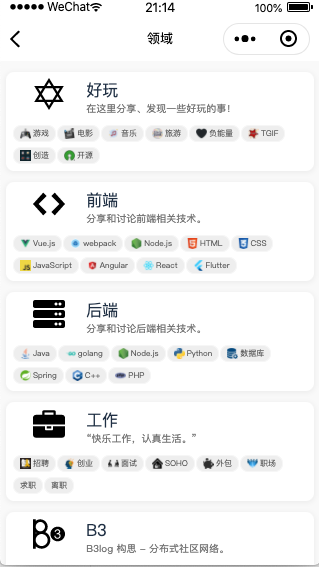 WeChat 21:14 100%
领域
好玩
在这里分享、发现一些好玩的事!
游戏 电影 音乐 旅游 负能量 TGIF
创造 开源
前端
分享和讨论前端相关技术。
Vue.js webpack Node.js HTML CSS
JavaScript Angular React Flutter
后端
分享和讨论后端相关技术。
Java golang Node.js Python 数据库
Spring C++ PHP
工作
“快乐工作，认真生活。”
招聘 创业 面试 SOHO 外包 职场
求职 离职
B3
B3log 构思 - 分布式社区网络。